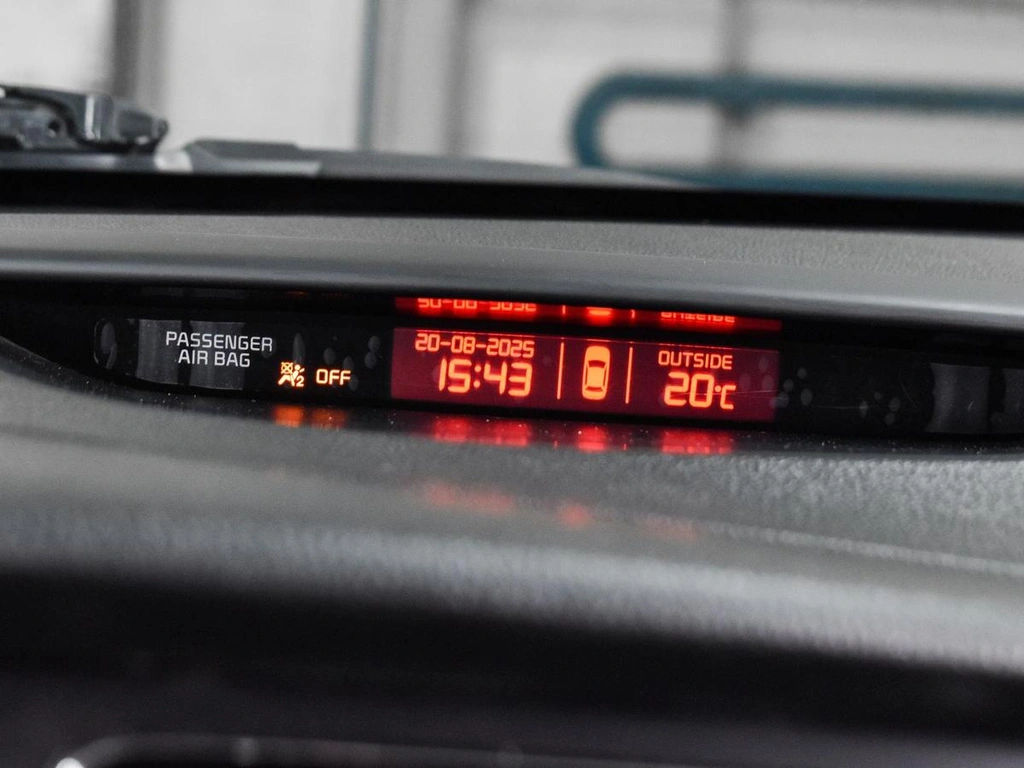 PASSENGER
AIR BAG
OFF
20-08-2025
15:43
OUTSIDE
20°C